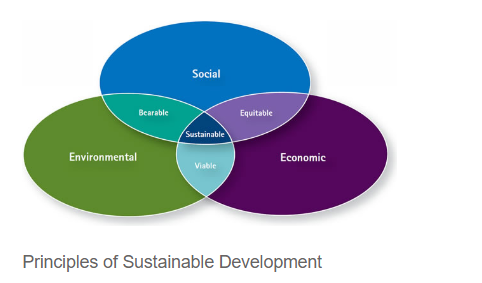 Social
Bearable
Equitable
Sustainable
Environmental
Viable
Economic
Principles of Sustainable Development